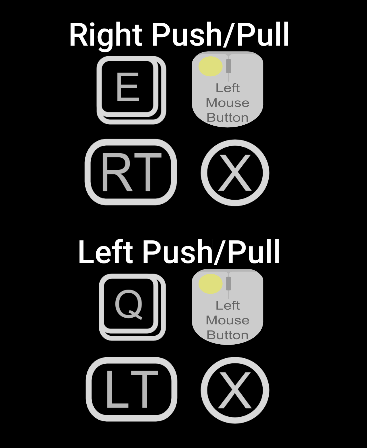 Right Push/Pull
E
Left
Mouse
Button
RT X
Left Push/Pull
Q
Left
Mouse
Button
LT X